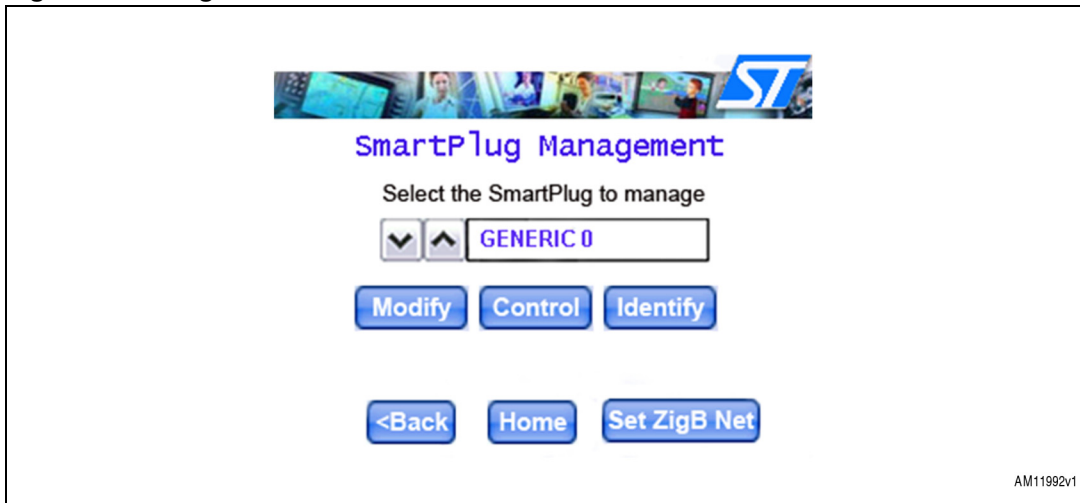 ST
SmartPlug Management
Select the SmartPlug to manage
GENERIC 0
Modify Control Identify
<Back Home Set ZigB Net
AM11992v1